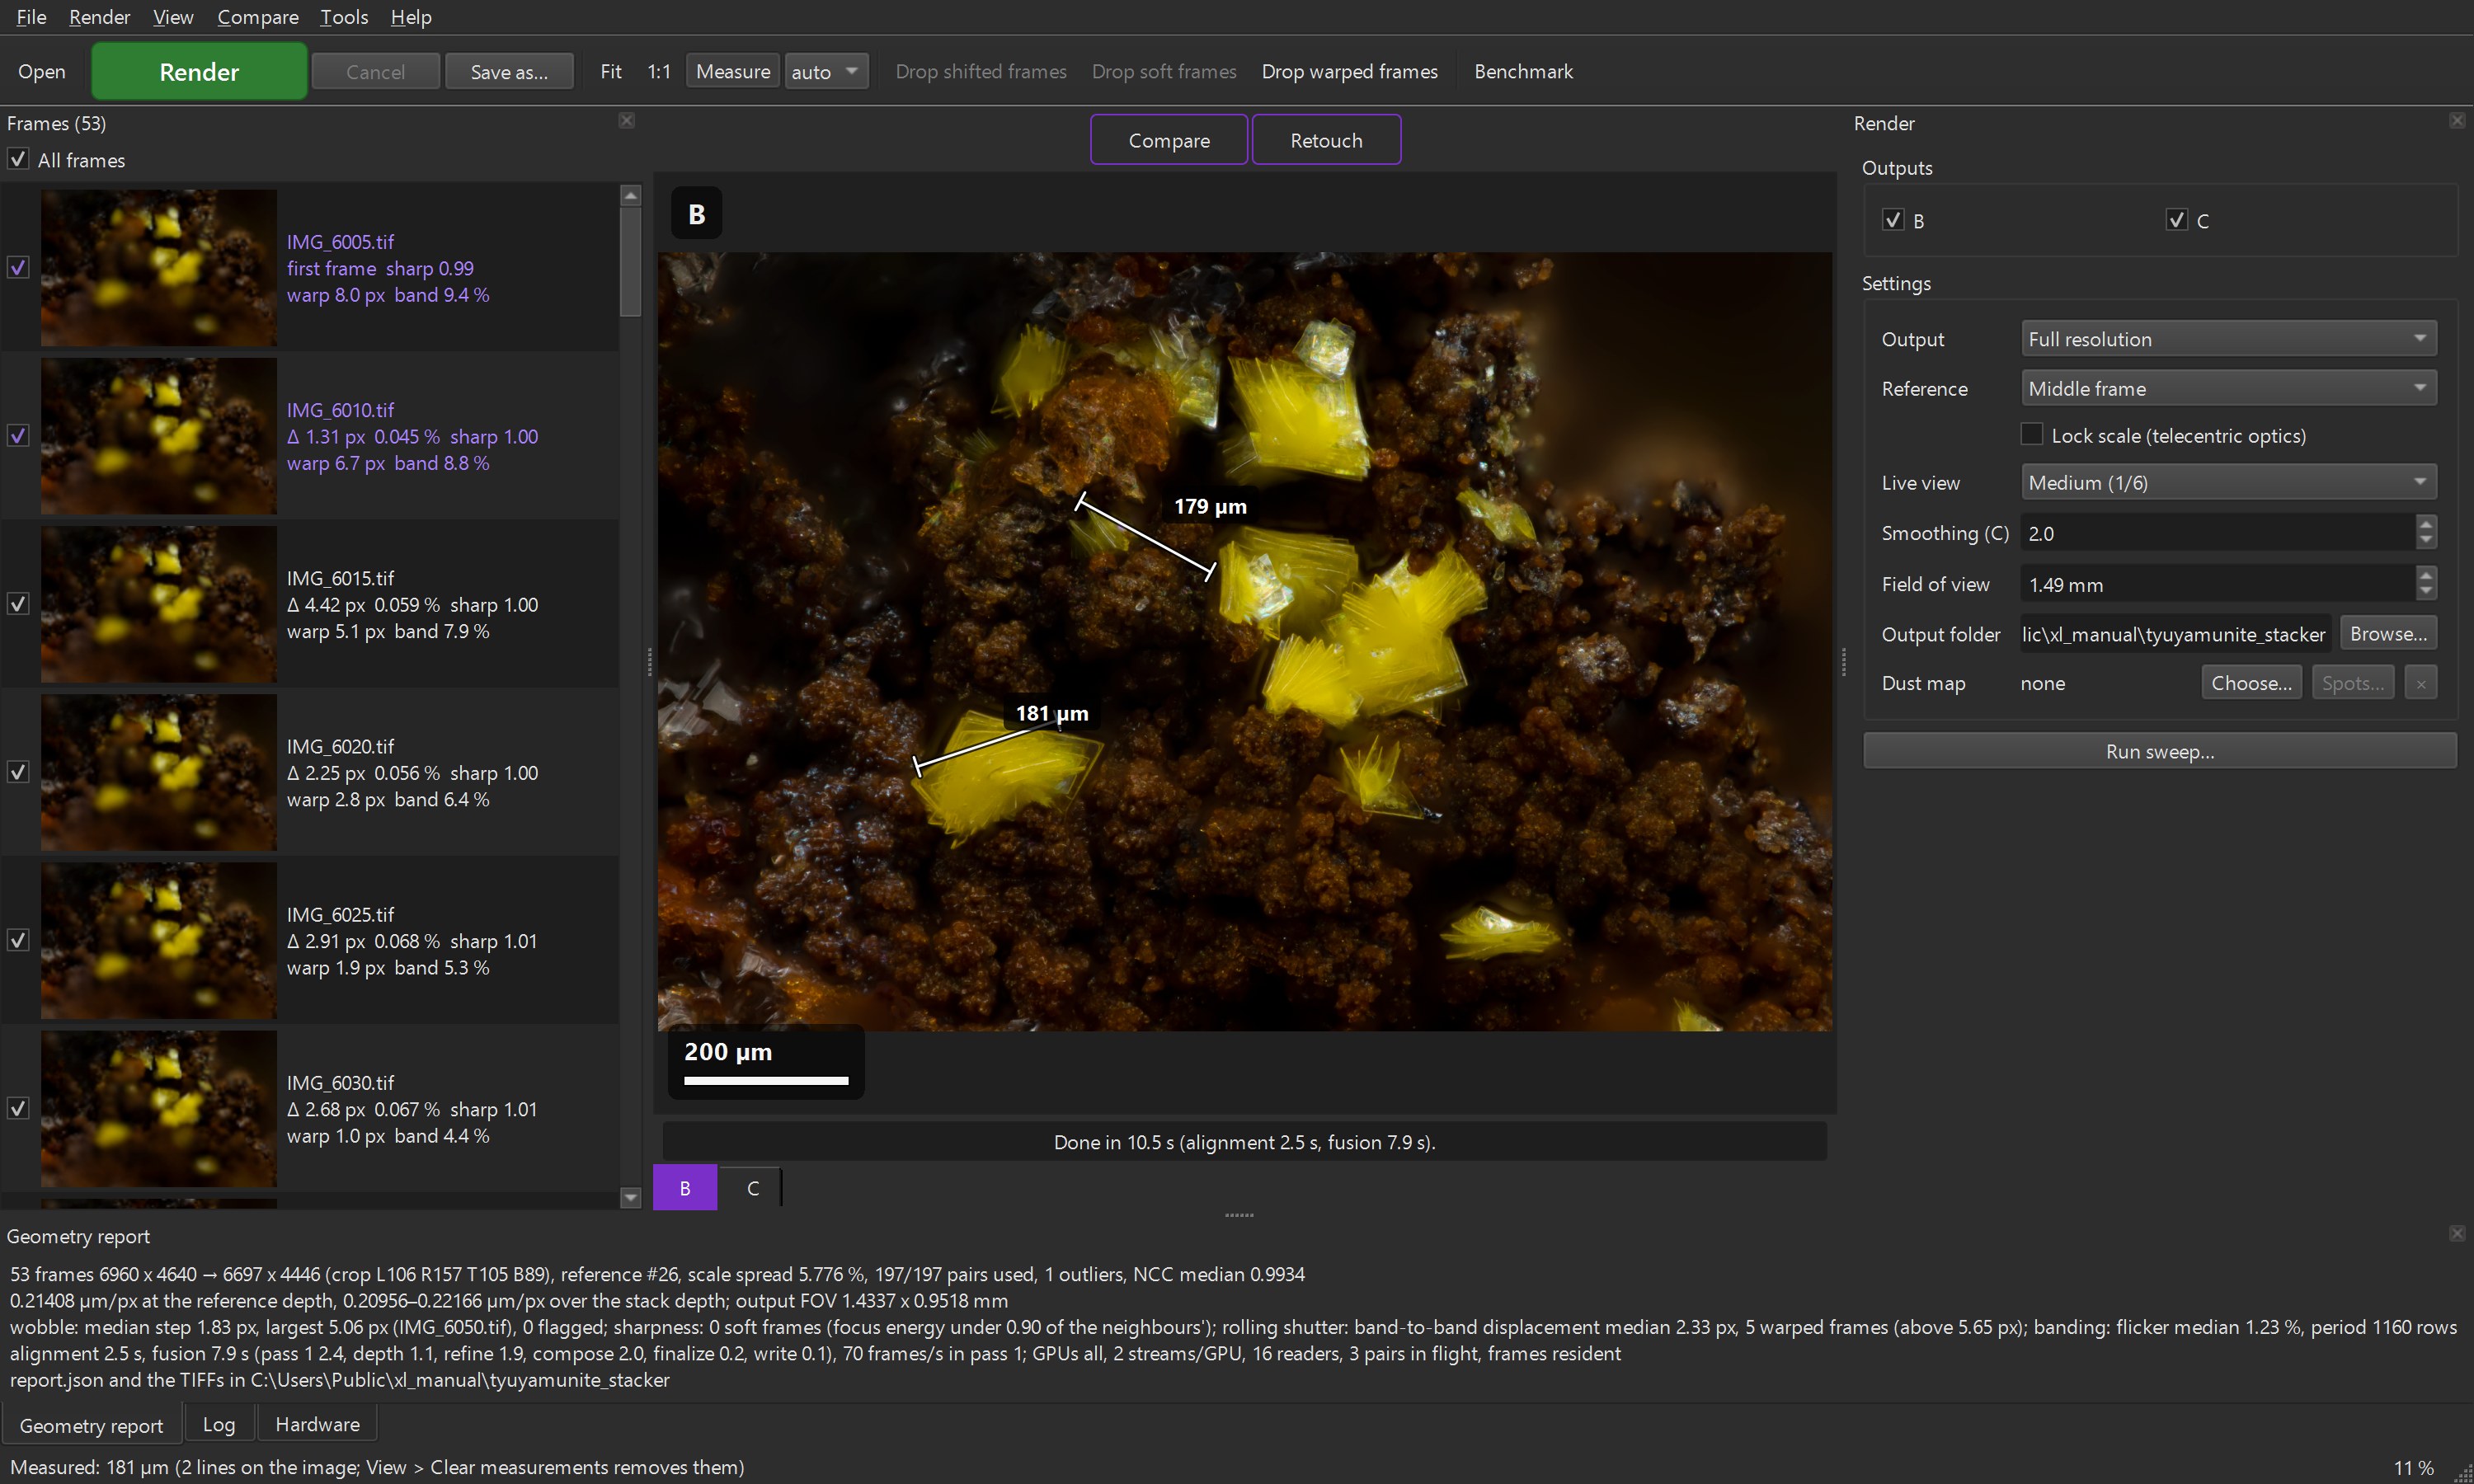 File Render View Compare Tools Help
Open Render Cancel Save as... Fit 1:1 Measure auto Drop shifted frames Drop soft frames Drop warped frames Benchmark
Frames (53)
All frames
IMG_6005.tif
first frame sharp 0.99
warp 8.0 px band 9.4 %
IMG_6010.tif
Δ 1.31 px 0.045 % sharp 1.00
warp 6.7 px band 8.8 %
IMG_6015.tif
Δ 4.42 px 0.059 % sharp 1.00
warp 5.1 px band 7.9 %
IMG_6020.tif
Δ 2.25 px 0.056 % sharp 1.00
warp 2.8 px band 6.4 %
IMG_6025.tif
Δ 2.91 px 0.068 % sharp 1.01
warp 1.9 px band 5.3 %
IMG_6030.tif
Δ 2.68 px 0.067 % sharp 1.01
warp 1.0 px band 4.4 %
Compare Retouch
B
179 µm
181 µm
200 µm
Done in 10.5 s (alignment 2.5 s, fusion 7.9 s).
B C
Render
Outputs
B C
Settings
Output Full resolution
Reference Middle frame
Lock scale (telecentric optics)
Live view Medium (1/6)
Smoothing (C) 2.0
Field of view 1.49 mm
Output folder lic\xl_manual\tyuyamunite_stacker Browse...
Dust map none Choose... Spots... ×
Run sweep...
Geometry report
53 frames 6960 x 4640 → 6697 x 4446 (crop L106 R157 T105 B89), reference #26, scale spread 5.776 %, 197/197 pairs used, 1 outliers, NCC median 0.9934
0.21408 µm/px at the reference depth, 0.20956–0.22166 µm/px over the stack depth; output FOV 1.4337 x 0.9518 mm
wobble: median step 1.83 px, largest 5.06 px (IMG_6050.tif), 0 flagged; sharpness: 0 soft frames (focus energy under 0.90 of the neighbours'); rolling shutter: band-to-band displacement median 2.33 px, 5 warped frames (above 5.65 px); banding: flicker median 1.23 %, period 1160 rows
alignment 2.5 s, fusion 7.9 s (pass 1 2.4, depth 1.1, refine 1.9, compose 2.0, finalize 0.2, write 0.1), 70 frames/s in pass 1; GPUs all, 2 streams/GPU, 16 readers, 3 pairs in flight, frames resident
report.json and the TIFFs in C:\Users\Public\xl_manual\tyuyamunite_stacker
Geometry report Log Hardware
Measured: 181 µm (2 lines on the image; View > Clear measurements removes them) 11 %